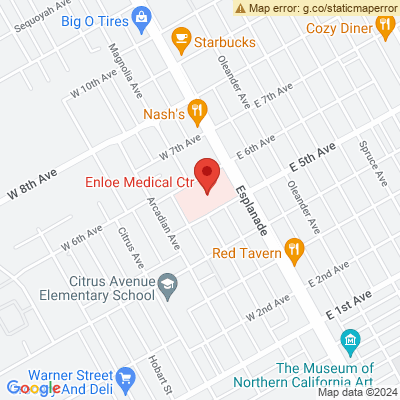 Map error: g.co/staticmaperror
Sequoyah Ave
Big O Tires
Cozy Diner
Magnolia Ave
Starbucks
W 10th Ave
Oleander Ave
Nash's
E 7th Ave
W 7th Ave
E 6th Ave
E 5th Ave
Spruce Ave
W 8th Ave
Enloe Medical Ctr
Esplanade
Oleander Ave
Arcadian Ave
W 6th Ave
Citrus Ave
Red Tavern
Citrus Avenue
Elementary School
E 2nd Ave
W 2nd Ave
E 1st Ave
Hobart St
Warner Street
ry And Deli
The Museum of
Northern California Art
Google
Map data ©2024